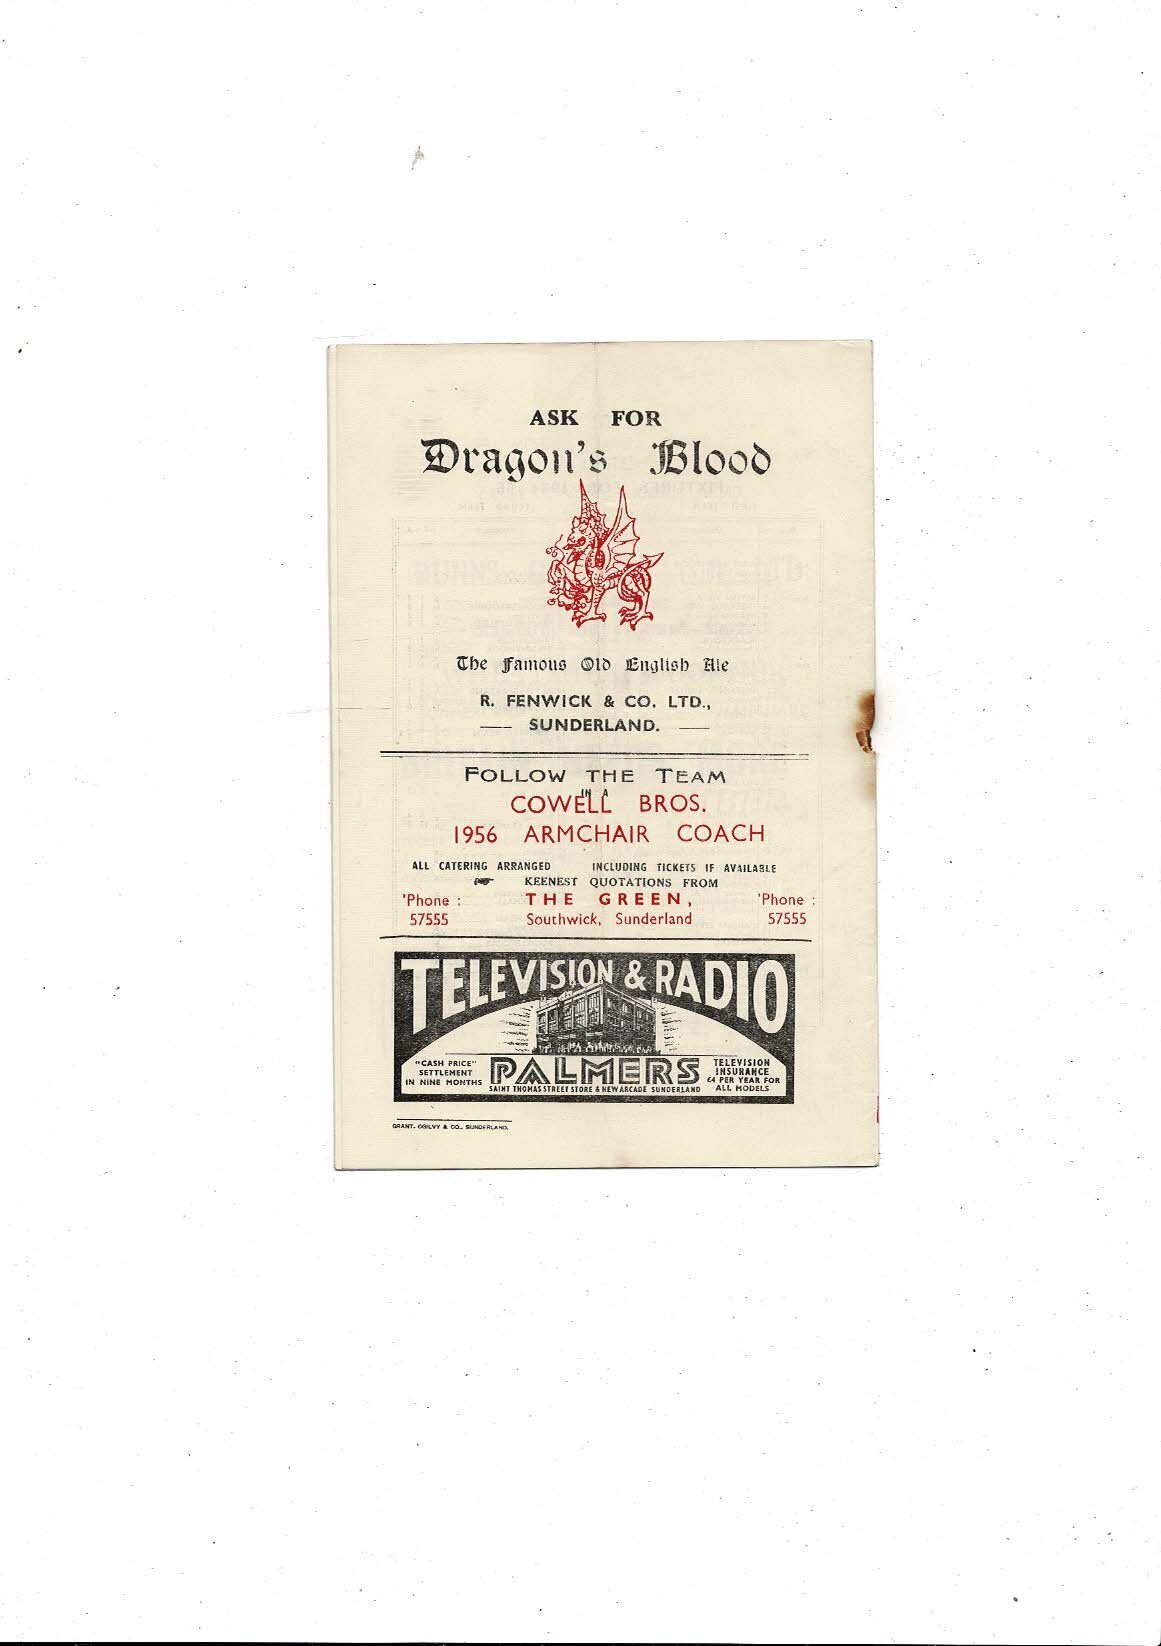 ASK FOR
Dragon's Blood
The Famous Old English Ale
R. FENWICK & CO. LTD.,
SUNDERLAND.
FOLLOW THE TEAM
IN A
COWELL BROS.
1956 ARMCHAIR COACH
ALL CATERING ARRANGED INCLUDING TICKETS IF AVAILABLE
KEENEST QUOTATIONS FROM
'Phone : THE GREEN, 'Phone :
57555 Southwick, Sunderland 57555
TELEVISION & RADIO
"CASH PRICE"
SETTLEMENT
IN NINE MONTHS
PALMERS
SAINT THOMAS STREET STORE & NEW ARCADE SUNDERLAND
TELEVISION
INSURANCE
£4 PER YEAR FOR
ALL MODELS
GRANT, OGILVY & CO., SUNDERLAND.